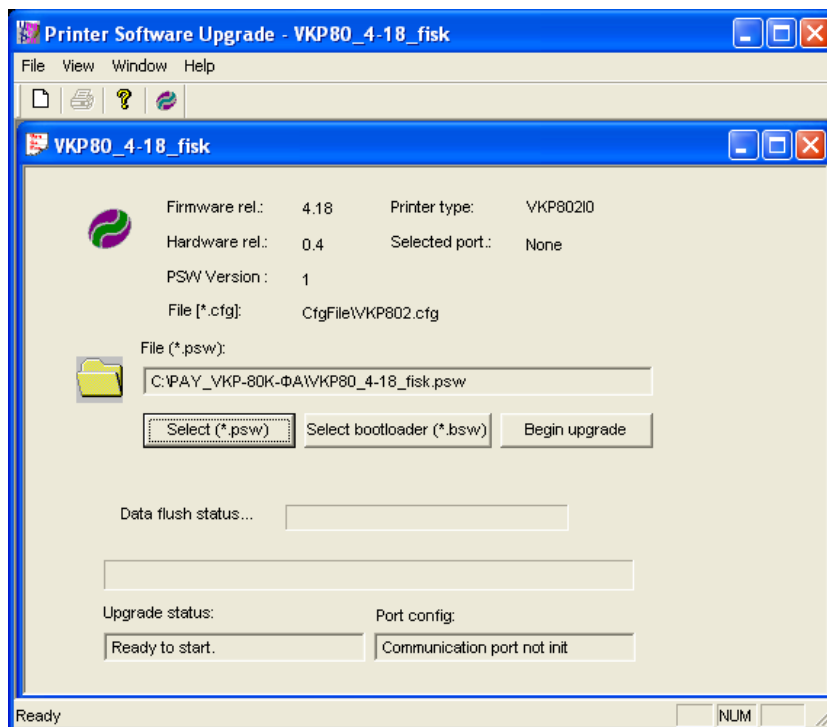 Printer Software Upgrade - VKP80_4-18_fisk
File View Window Help
VKP80_4-18_fisk
Firmware rel.: 4.18 Printer type: VKP802I0
Hardware rel.: 0.4 Selected port.: None
PSW Version : 1
File [*.cfg]: CfgFile\VKP802.cfg
File (*.psw):
C:\PAY_VKP-80K-ФА\VKP80_4-18_fisk.psw
Select (*.psw) Select bootloader (*.bsw) Begin upgrade
Data flush status...
Upgrade status: Port config:
Ready to start. Communication port not init
Ready NUM